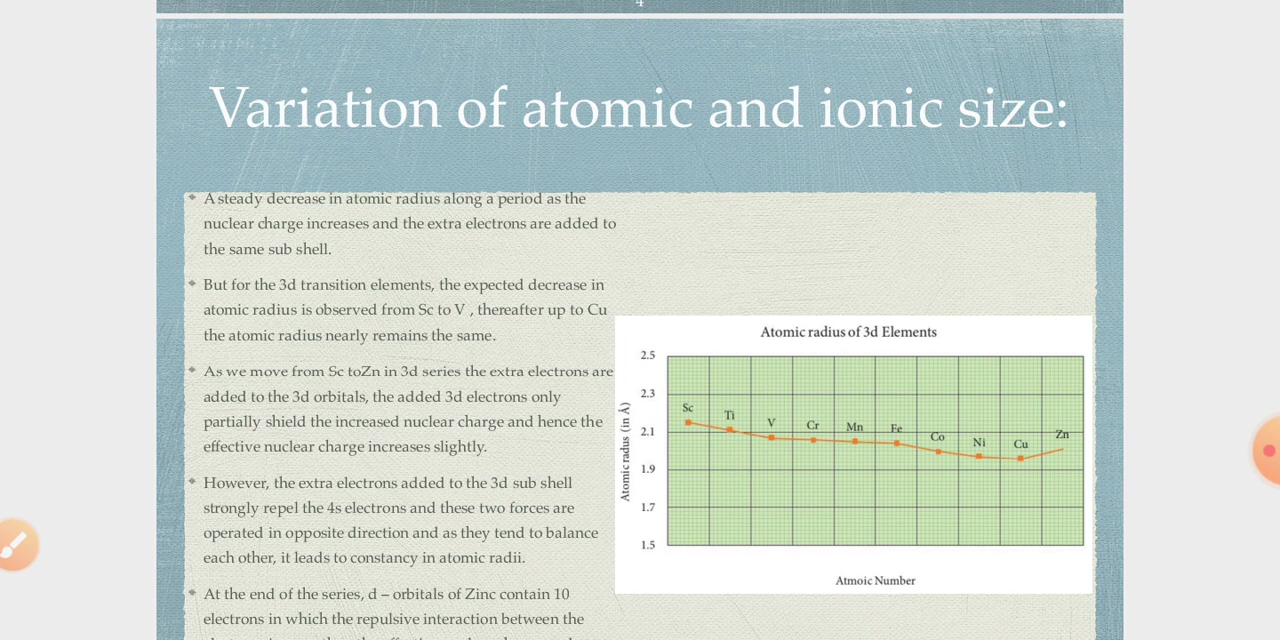 4
Variation of atomic and ionic size:
A steady decrease in atomic radius along a period as the
nuclear charge increases and the extra electrons are added to
the same sub shell.
But for the 3d transition elements, the expected decrease in
atomic radius is observed from Sc to V , thereafter up to Cu
the atomic radius nearly remains the same.
As we move from Sc toZn in 3d series the extra electrons are
added to the 3d orbitals, the added 3d electrons only
partially shield the increased nuclear charge and hence the
effective nuclear charge increases slightly.
However, the extra electrons added to the 3d sub shell
strongly repel the 4s electrons and these two forces are
operated in opposite direction and as they tend to balance
each other, it leads to constancy in atomic radii.
At the end of the series, d – orbitals of Zinc contain 10
electrons in which the repulsive interaction between the
Atomic radius of 3d Elements
Atomic radus (in Å)
2.5
2.3
2.1
1.9
1.7
1.5
Sc
Ti
V
Cr
Mn
Fe
Co
Ni
Cu
Zn
Atmoic Number